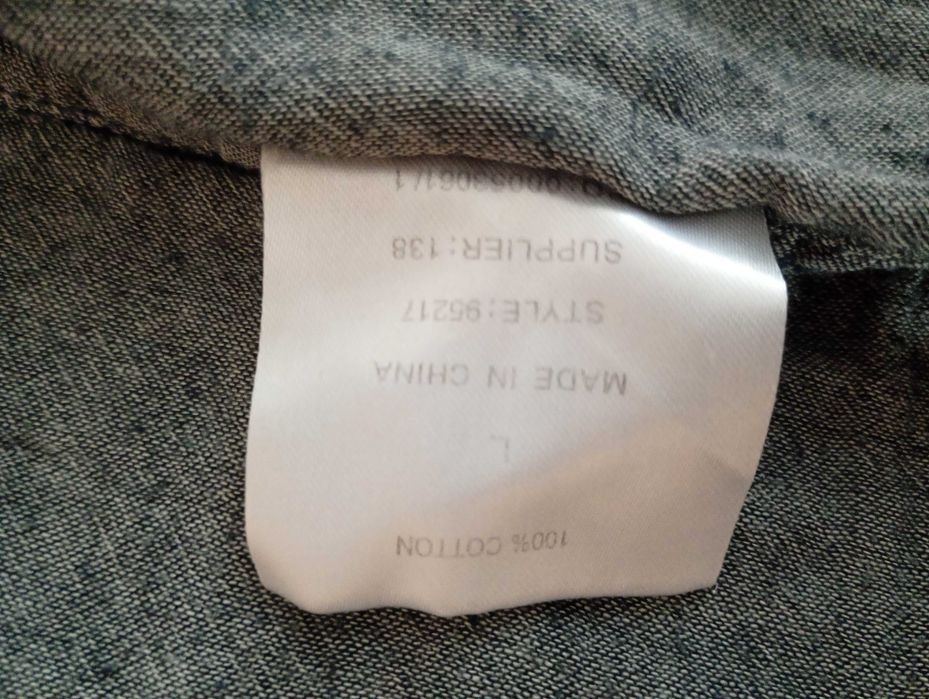 100% COTTON
L
MADE IN CHINA
STYLE:95217
SUPPLIER:138